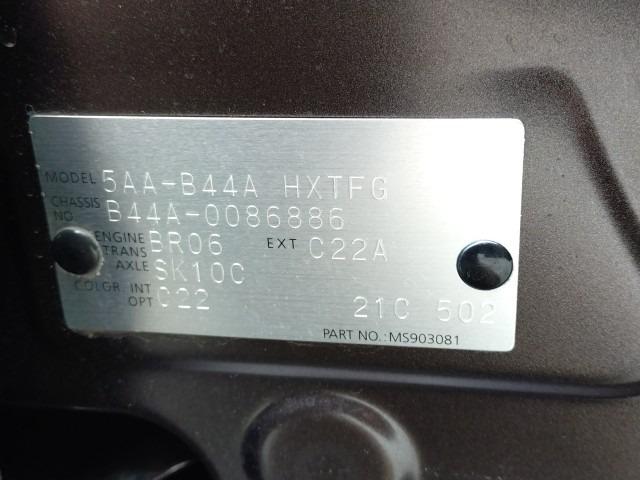 MODEL 5AA-B44A HXTFG
CHASSIS NO. B44A-0086886
ENGINE BR06 EXT C22A
TRANS AXLE SK10C
COLOR. INT OPT C22 21C 502
PART NO.:MS903081